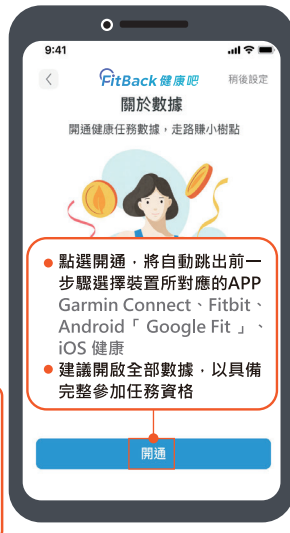 9:41
FitBack 健康吧
稍後設定
關於數據
開通健康任務數據，走路賺小樹點
● 點選開通，將自動跳出前一
步驟選擇裝置所對應的APP
Garmin Connect、Fitbit、
Android「 Google Fit 」、
iOS 健康
● 建議開啟全部數據，以具備
完整參加任務資格
開通